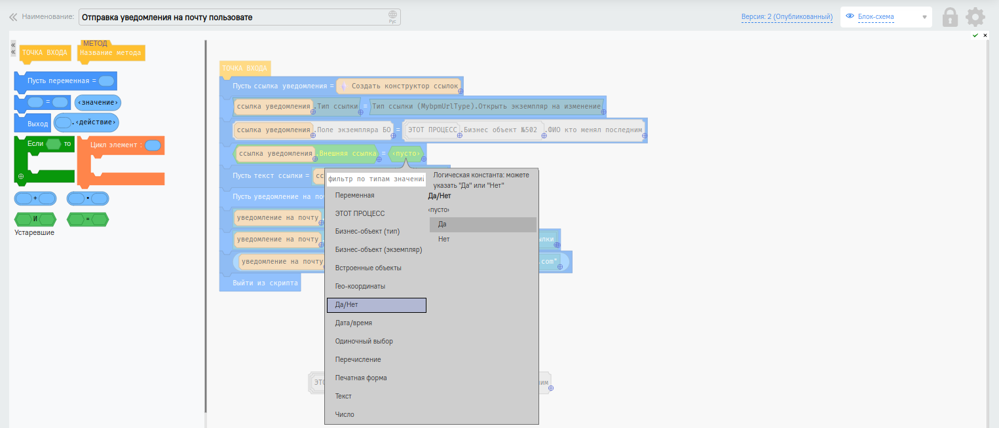 Наименование: Отправка уведомления на почту пользовате Рус
Версия: 2 (Опубликованный) Блок-схема
ТОЧКА ВХОДА
МЕТОД
Название метода
Пусть переменная =
= ‹значение›
Выход .‹действие›
Если то
Цикл элемент :
+ •
И =
Устаревшие
ТОЧКА ВХОДА
Пусть ссылка уведомления = Создать конструктор ссылок
ссылка уведомления .Тип ссылки = Тип ссылки (MybpmUrlType).Открыть экземпляр на изменение
ссылка уведомления .Поле экземпляра БО = ЭТОТ ПРОЦЕСС .Бизнес объект №502 .ФИО кто менял последним
ссылка уведомления .Внешняя ссылка = ‹пусто›
Пусть текст ссылки = сс
Пусть уведомление на поч
уведомление на почту .
уведомление на почту . ылки
уведомление на почту .com"
Выйти из скрипта
ЭТО им
фильтр по типам значений
Переменная
ЭТОТ ПРОЦЕСС
Бизнес-объект (тип)
Бизнес-объект (экземпляр)
Встроенные объекты
Гео-координаты
Да/Нет
Дата/время
Одиночный выбор
Перечисление
Печатная форма
Текст
Число
Логическая константа: можете
указать "Да" или "Нет"
Да/Нет
‹пусто›
Да
Нет